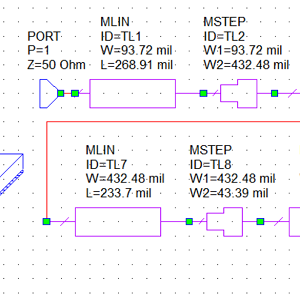 PORT
P=1
Z=50 Ohm
MLIN
ID=TL1
W=93.72 mil
L=268.91 mil
MSTEP
ID=TL2
W1=93.72 mil
W2=432.48 mil
MLIN
ID=TL7
W=432.48 mil
L=233.7 mil
MSTEP
ID=TL8
W1=432.48 mil
W2=43.39 mil